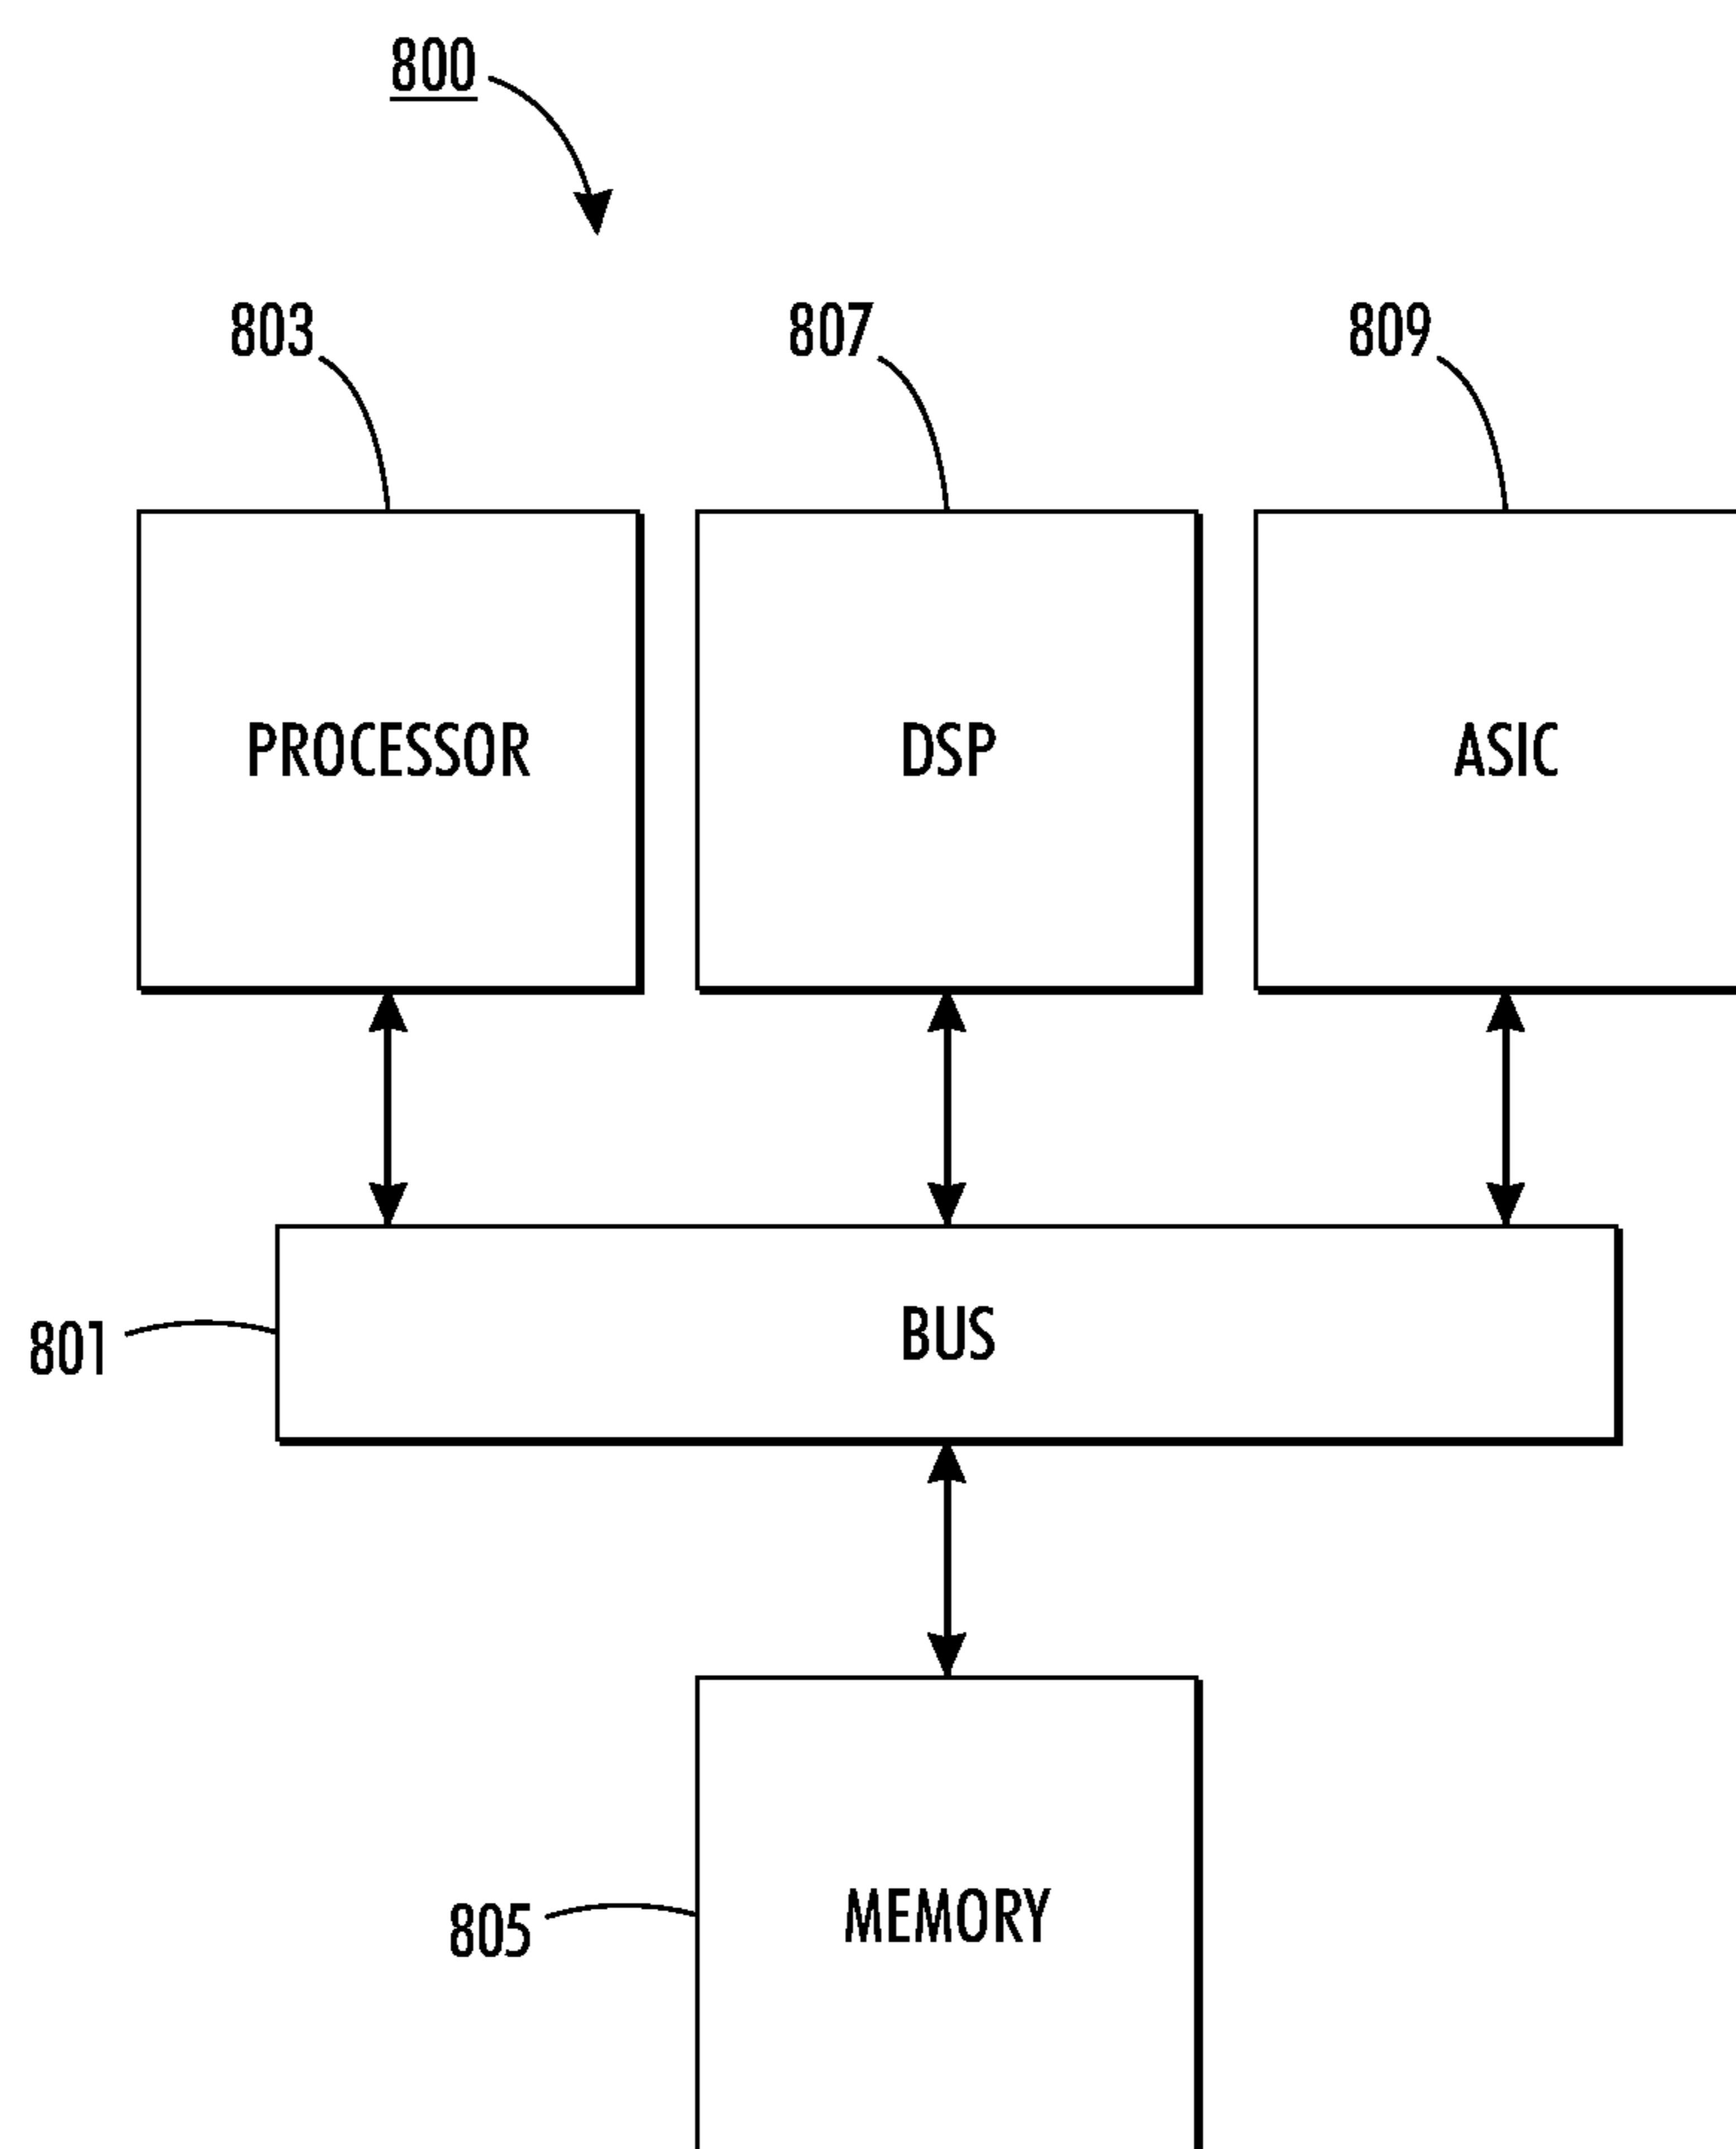 800
803
807
809
PROCESSOR
DSP
ASIC
BUS
801
MEMORY
805